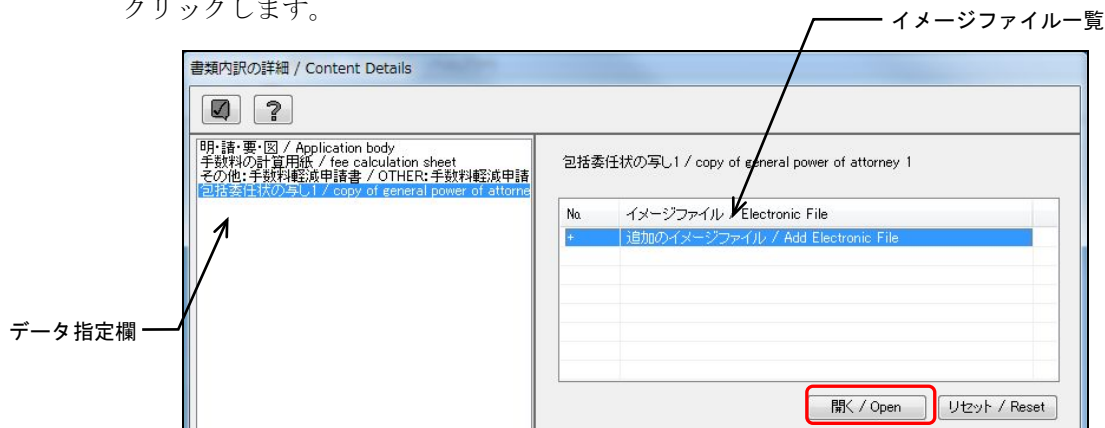 クリックします。
イメージファイル一覧
書類内訳の詳細 / Content Details
明・請・要・図 / Application body
手数料の計算用紙 / fee calculation sheet
その他:手数料軽減申請書 / OTHER:手数料軽減申請
包括委任状の写し1 / copy of general power of attorne
包括委任状の写し1 / copy of general power of attorney 1
No. イメージファイル / Electronic File
+ 追加のイメージファイル / Add Electronic File
データ指定欄
開く / Open リセット / Reset